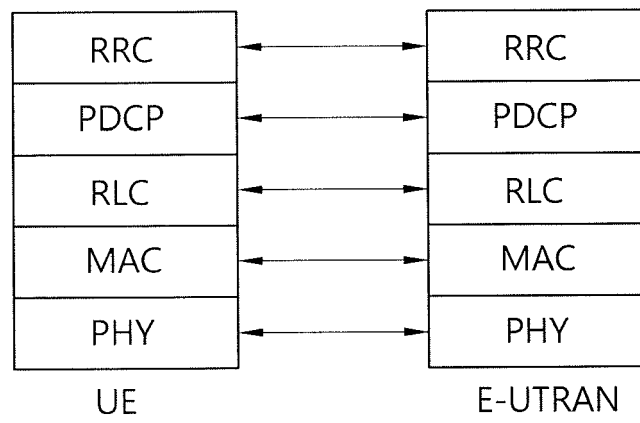 RRC RRC
PDCP PDCP
RLC RLC
MAC MAC
PHY PHY
UE E-UTRAN